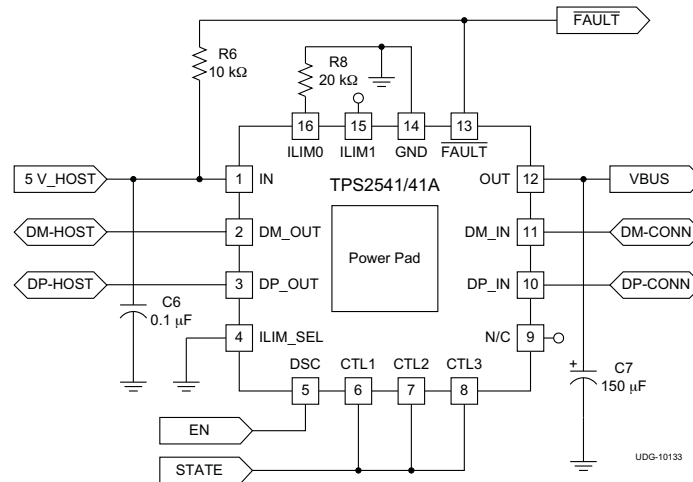 FAULT
R6
10 kΩ
R8
20 kΩ
16
15
14
13
ILIM0
ILIM1
GND
FAULT
5 V_HOST
1
IN
TPS2541/41A
OUT
12
VBUS
DM-HOST
2
DM_OUT
DM_IN
11
DM-CONN
Power Pad
DP-HOST
3
DP_OUT
DP_IN
10
DP-CONN
C6
0.1 µF
4
ILIM_SEL
N/C
9
DSC
CTL1
CTL2
CTL3
5
6
7
8
+
C7
150 µF
EN
STATE
UDG-10133